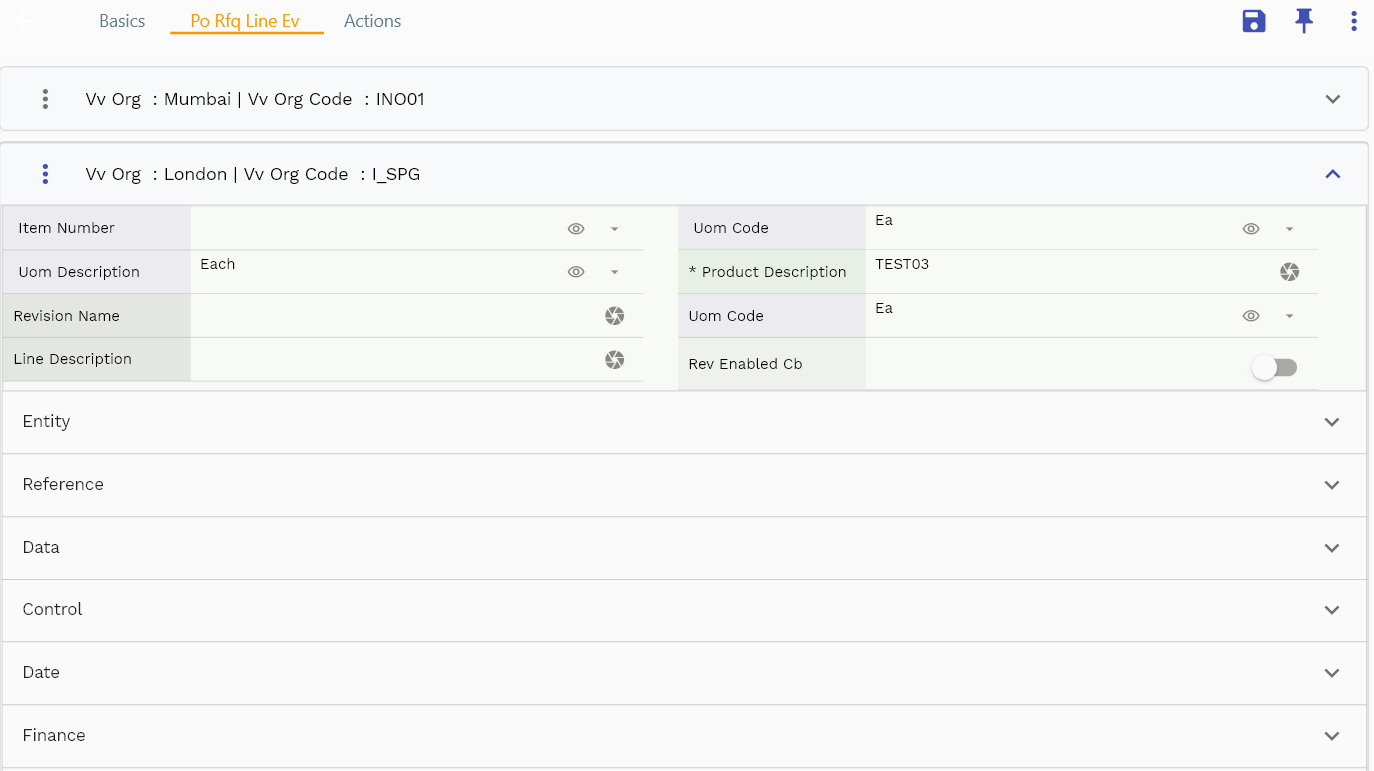 Basics Po Rfq Line Ev Actions
Vv Org : Mumbai | Vv Org Code : INO01
Vv Org : London | Vv Org Code : I_SPG
Item Number Uom Code Ea
Uom Description Each * Product Description TEST03
Revision Name Uom Code Ea
Line Description Rev Enabled Cb
Entity
Reference
Data
Control
Date
Finance